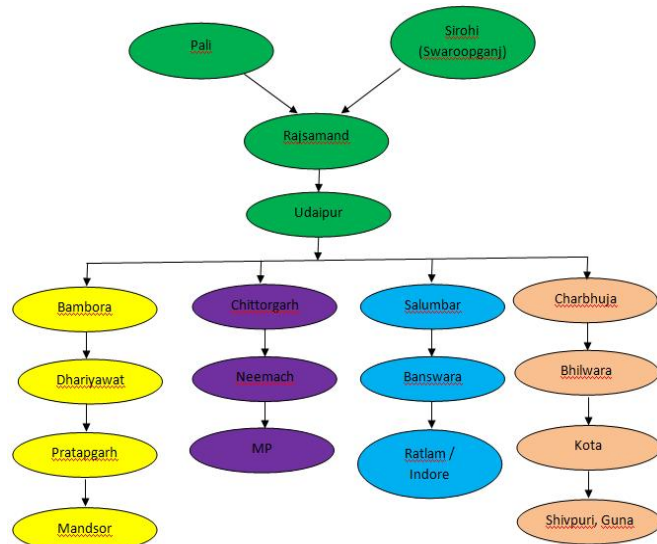 Pali
Sirohi
(Swaroopganj)
Rajsamand
Udaipur
Bambora
Chittorgarh
Salumbar
Charbhuja
Dhariyawat
Neemach
Banswara
Bhilwara
Pratapgarh
MP
Ratlam /
Indore
Kota
Mandsor
Shivpuri, Guna